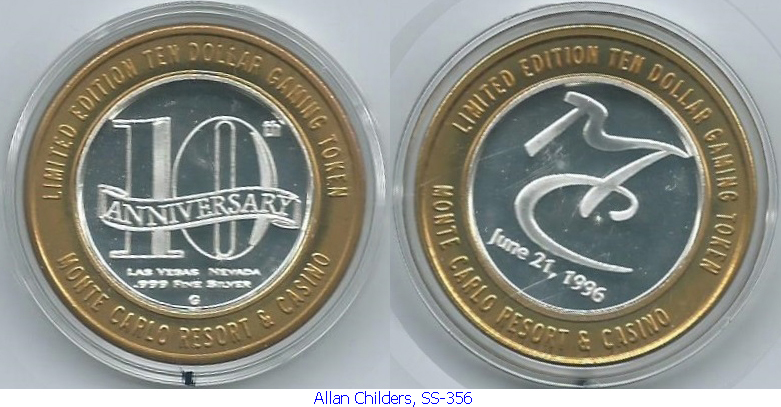 LIMITED EDITION TEN DOLLAR GAMING TOKEN
10th
ANNIVERSARY
LAS VEGAS NEVADA
.999 FINE SILVER
G
MONTE CARLO RESORT & CASINO
LIMITED EDITION TEN DOLLAR GAMING TOKEN
MC
June 21, 1996
MONTE CARLO RESORT & CASINO
Allan Childers, SS-356